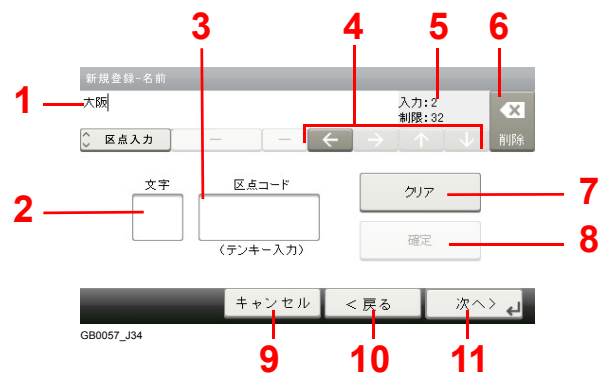 3
4
5
6
新規登録-名前
1
大阪
入力:2
制限:32
区点入力
—
—
←
→
↑
↓
削除
文字
区点コード
クリア
7
2
(テンキー入力)
確定
8
キャンセル
<戻る
次へ>
GB0057_J34
9
10
11